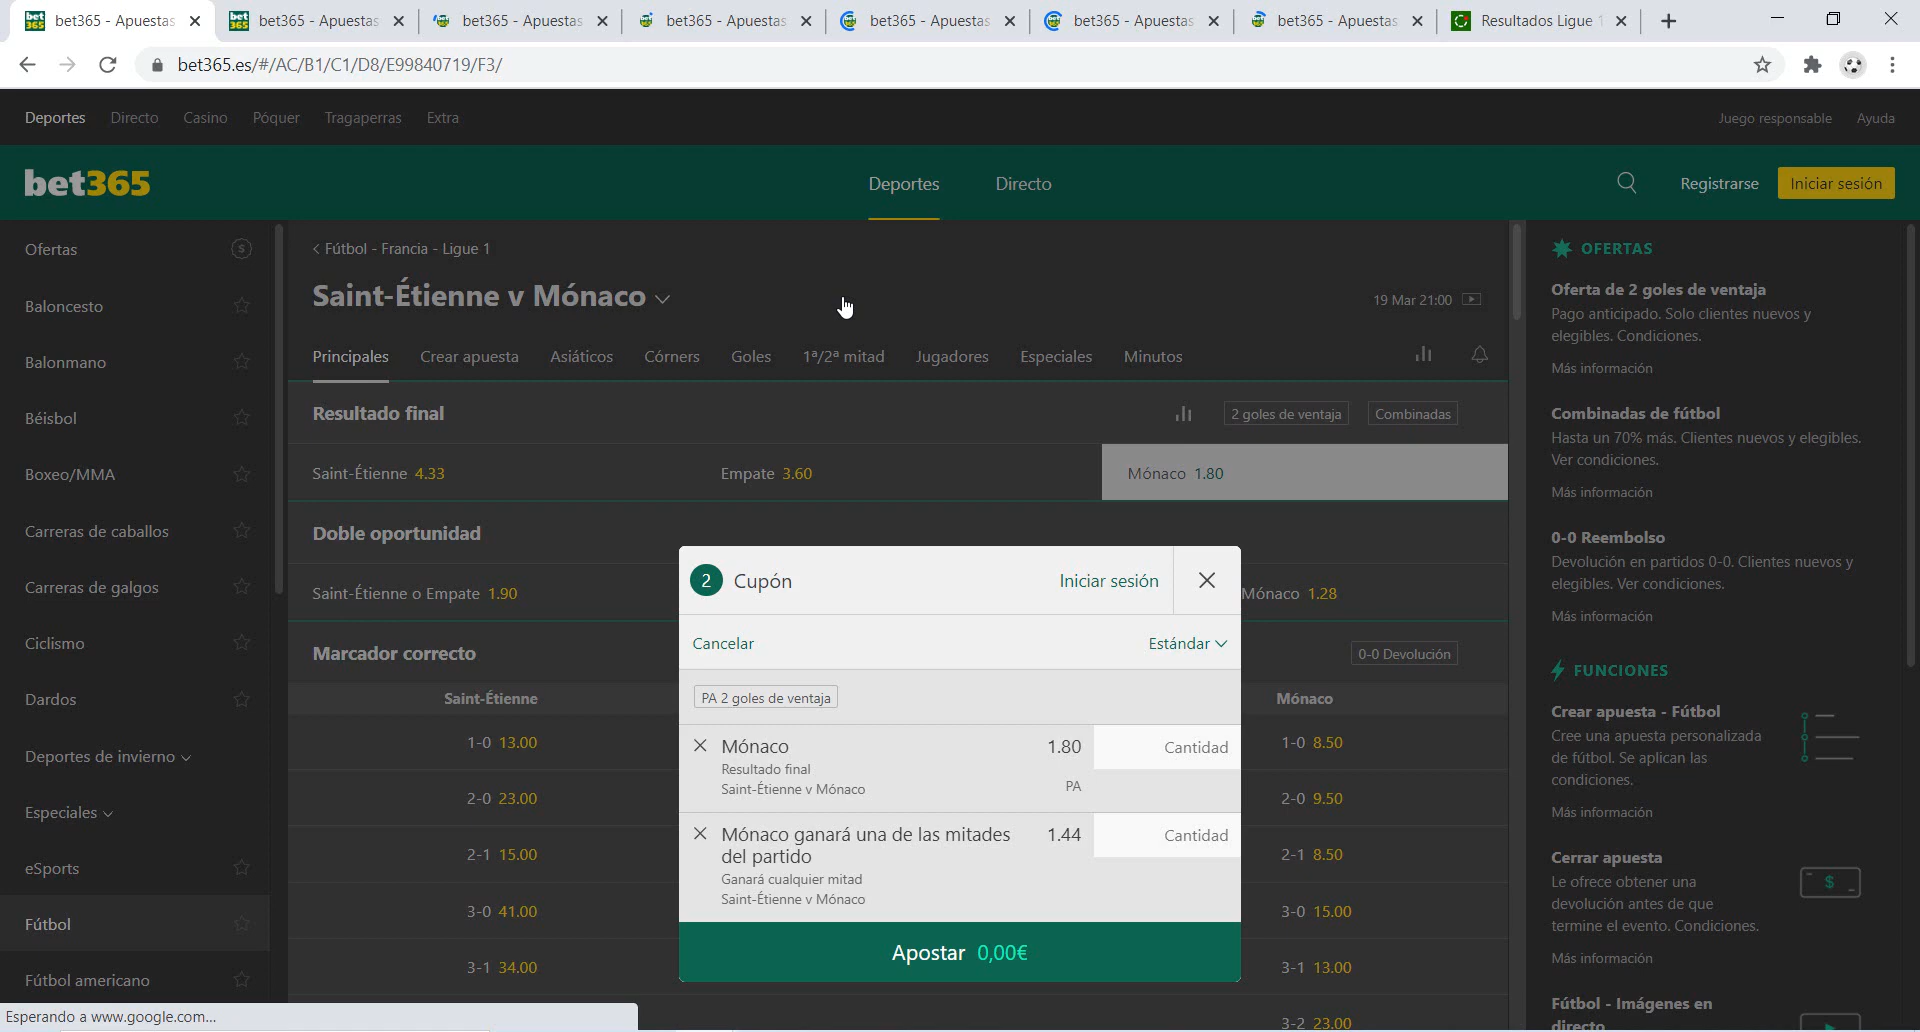 bet365 - Apuestas
bet365 - Apuestas
bet365 - Apuestas
bet365 - Apuestas
bet365 - Apuestas
bet365 - Apuestas
bet365 - Apuestas
Resultados Ligue 1
bet365.es/#/AC/B1/C1/D8/E99840719/F3/
Deportes Directo Casino Póquer Tragaperras Extra
Juego responsable Ayuda
bet365
Deportes Directo
Registrarse Iniciar sesión
Ofertas
Baloncesto
Balonmano
Béisbol
Boxeo/MMA
Carreras de caballos
Carreras de galgos
Ciclismo
Dardos
Deportes de invierno
Especiales
eSports
Fútbol
Fútbol americano
< Fútbol - Francia - Ligue 1
Saint-Étienne v Mónaco
19 Mar 21:00
Principales Crear apuesta Asiáticos Córners Goles 1ª/2ª mitad Jugadores Especiales Minutos
Resultado final
2 goles de ventaja Combinadas
Saint-Étienne 4.33 Empate 3.60 Mónaco 1.80
Doble oportunidad
Saint-Étienne o Empate 1.90 Mónaco 1.28
Marcador correcto
0-0 Devolución
Saint-Étienne Mónaco
1-0 13.00 1-0 8.50
2-0 23.00 2-0 9.50
2-1 15.00 2-1 8.50
3-0 41.00 3-0 15.00
3-1 34.00 3-1 13.00
3-2 23.00
2 Cupón Iniciar sesión
Cancelar Estándar
PA 2 goles de ventaja
Mónaco 1.80 Cantidad
Resultado final
Saint-Étienne v Mónaco PA
Mónaco ganará una de las mitades 1.44 Cantidad
del partido
Ganará cualquier mitad
Saint-Étienne v Mónaco
Apostar 0,00€
OFERTAS
Oferta de 2 goles de ventaja
Pago anticipado. Solo clientes nuevos y
elegibles. Condiciones.
Más información
Combinadas de fútbol
Hasta un 70% más. Clientes nuevos y elegibles.
Ver condiciones.
Más información
0-0 Reembolso
Devolución en partidos 0-0. Clientes nuevos y
elegibles. Ver condiciones.
Más información
FUNCIONES
Crear apuesta - Fútbol
Cree una apuesta personalizada
de fútbol. Se aplican las
condiciones.
Más información
Cerrar apuesta
Le ofrece obtener una
devolución antes de que
termine el evento. Condiciones.
Más información
Fútbol - Imágenes en
directo
Esperando a www.google.com...